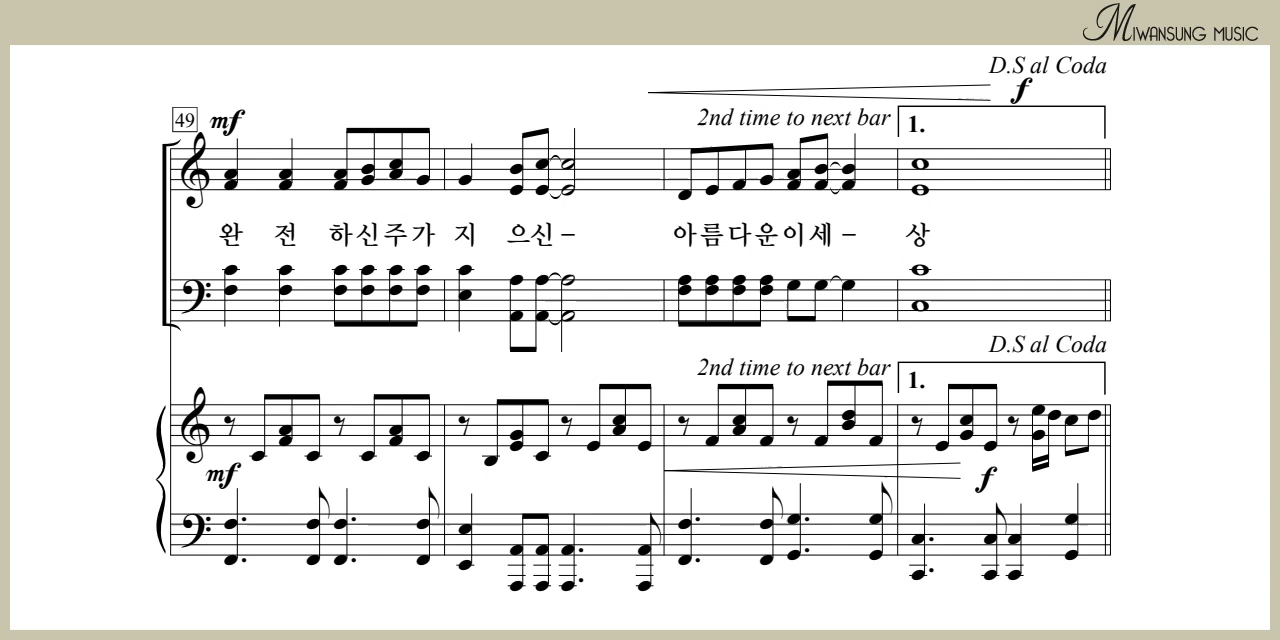 MIWANSUNG MUSIC
D.S al Coda
f
49 mf 2nd time to next bar 1.
완 전 하신주가 지 으신 – 아름다운이세 – 상
D.S al Coda
2nd time to next bar 1.
mf f